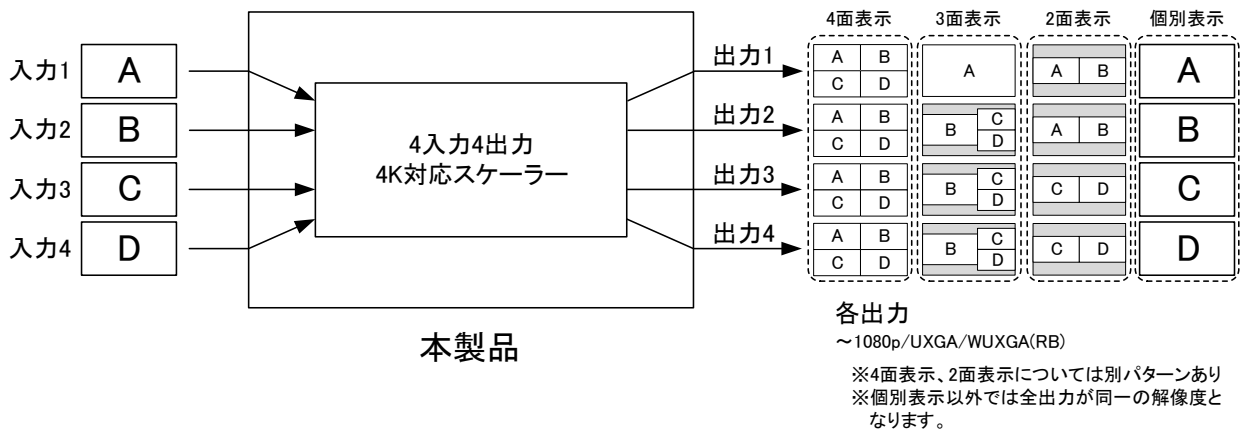 4面表示 3面表示 2面表示 個別表示
入力1 A
入力2 B
入力3 C
入力4 D
4入力4出力
4K対応スケーラー
本製品
出力1
A B
C D
A
A B
A
出力2
A B
C D
B C
D
A B
B
出力3
A B
C D
B C
D
C D
C
出力4
A B
C D
B C
D
C D
D
各出力
～1080p/UXGA/WUXGA(RB)
※4面表示、2面表示については別パターンあり
※個別表示以外では全出力が同一の解像度と
なります。